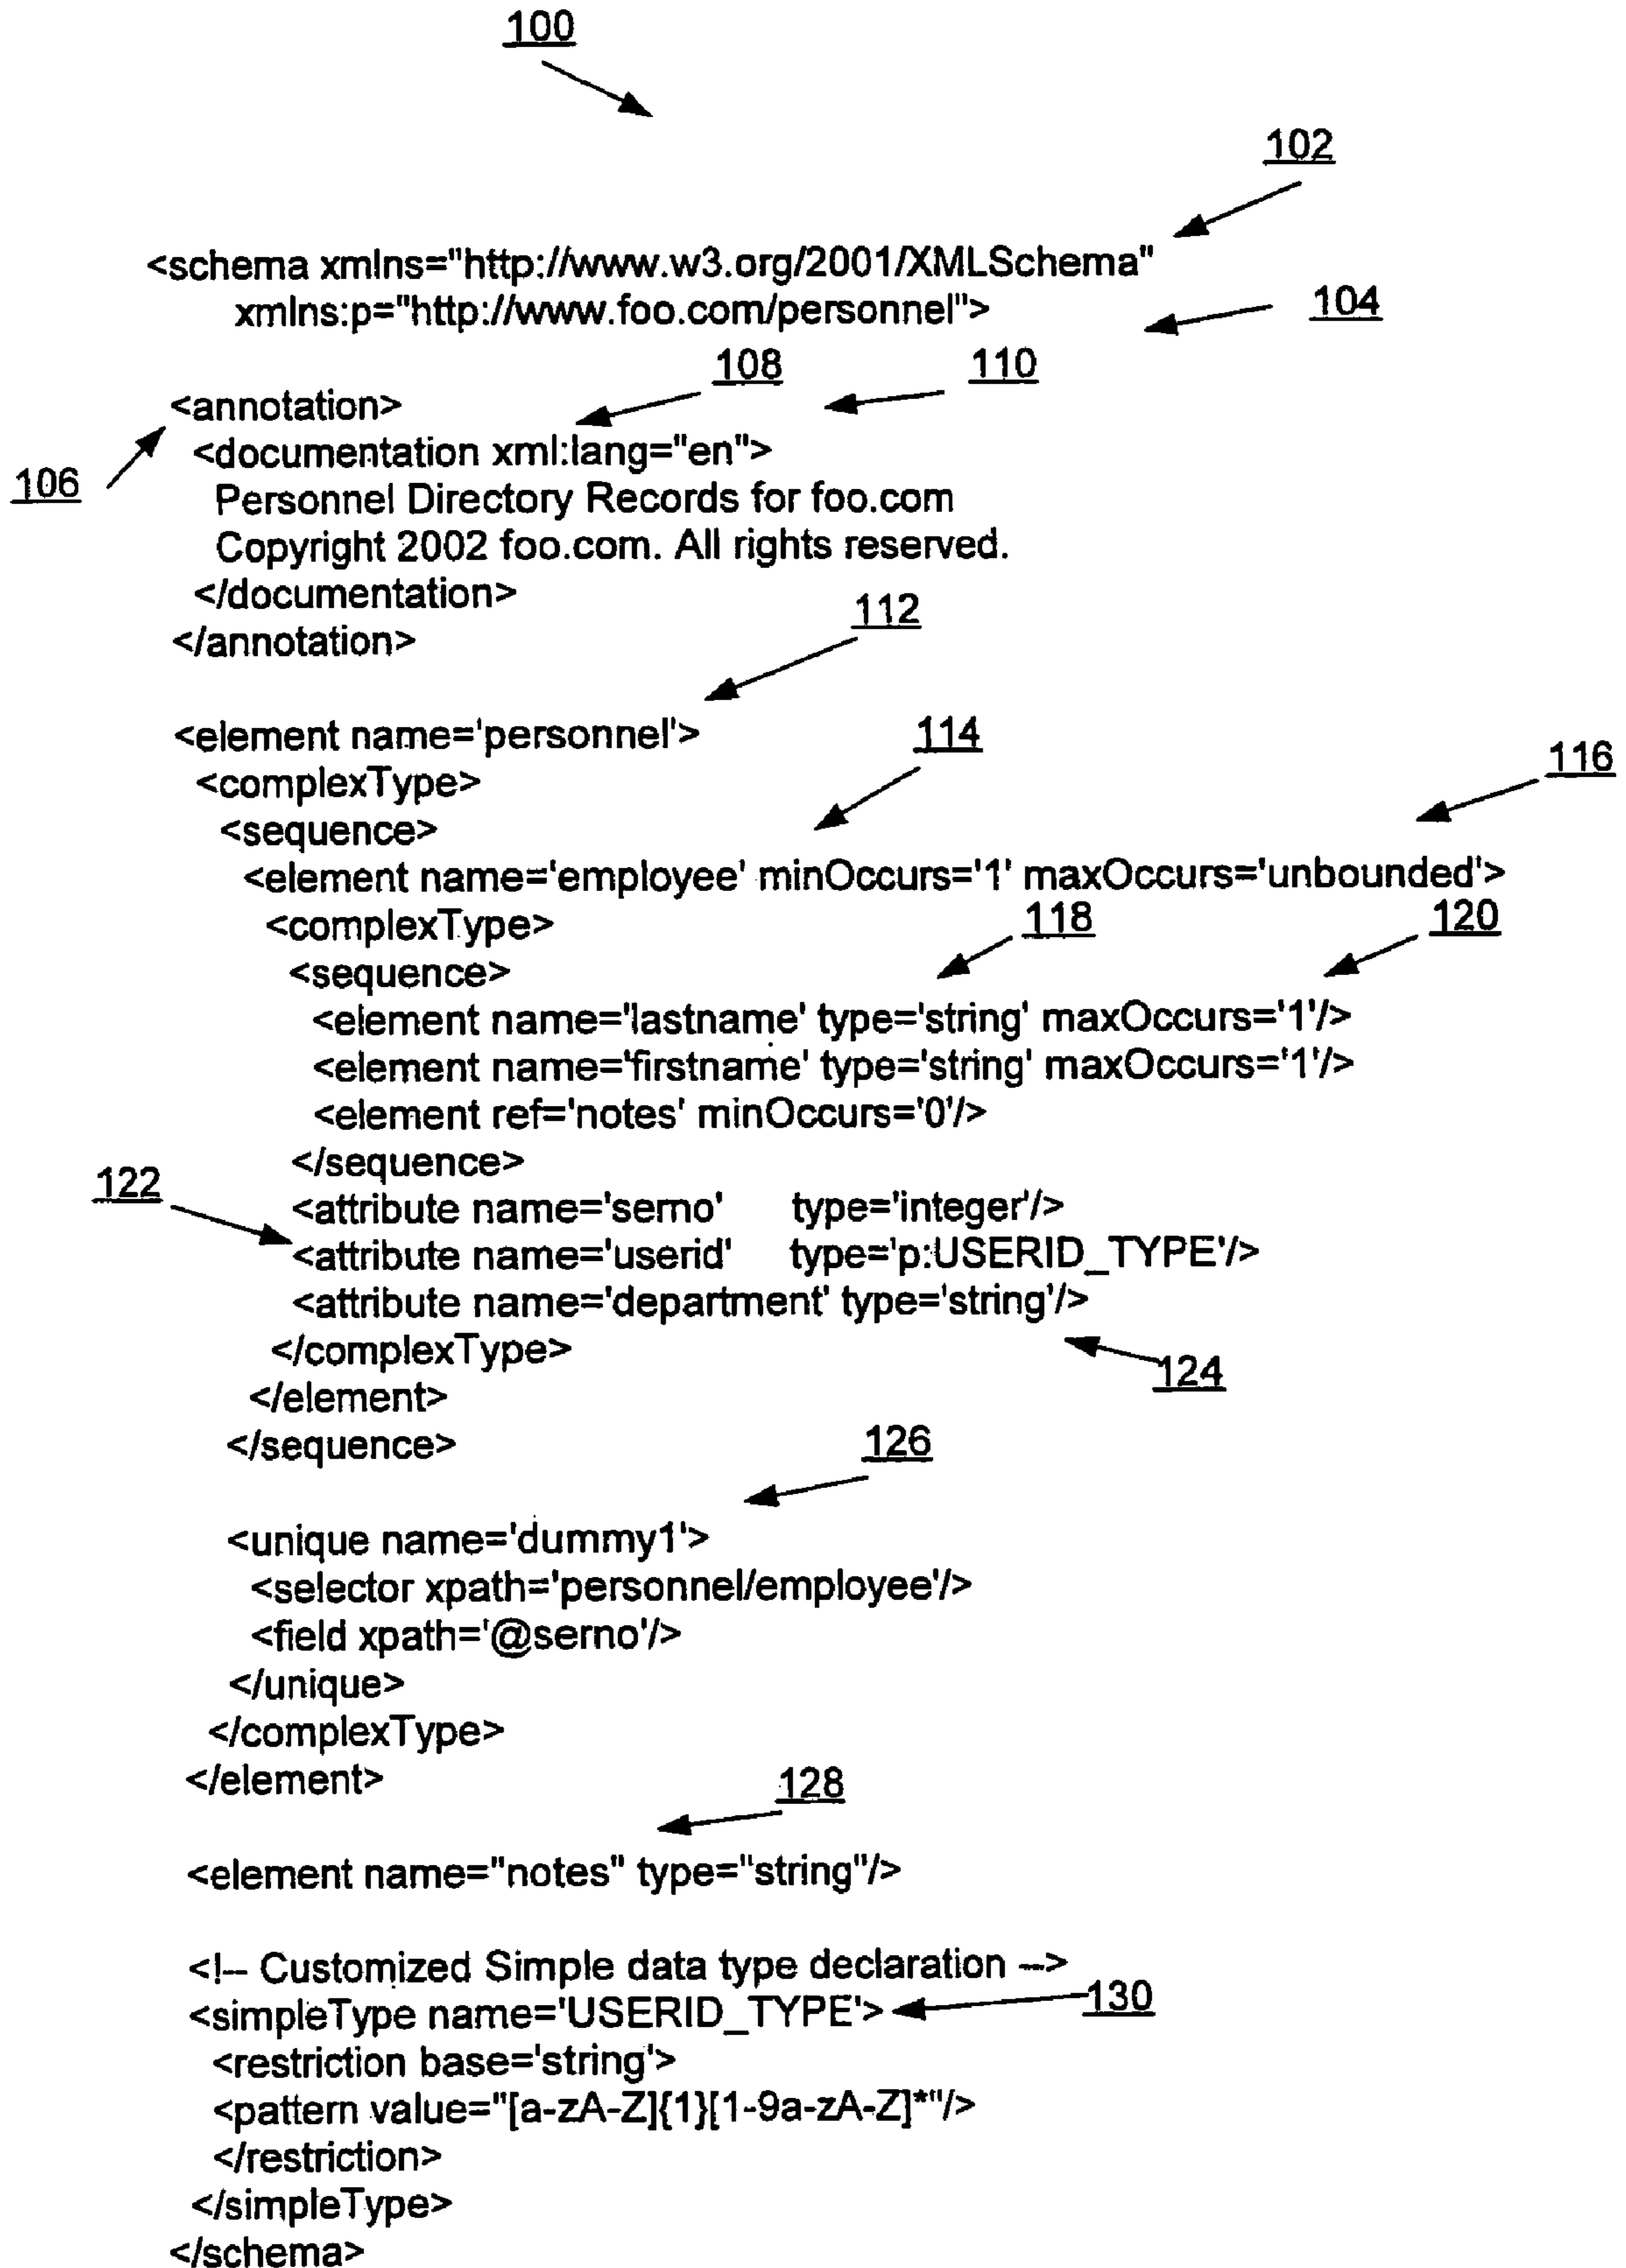 100
102
<schema xmlns="http://www.w3.org/2001/XMLSchema"
xmlns:p="http://www.foo.com/personnel">
104
108
110
<annotation>
<documentation xml:lang="en">
106
Personnel Directory Records for foo.com
Copyright 2002 foo.com. All rights reserved.
</documentation>
112
</annotation>
<element name='personnel'>
114
116
<complexType>
<sequence>
<element name='employee' minOccurs='1' maxOccurs='unbounded'>
<complexType>
118
120
<sequence>
<element name='lastname' type='string' maxOccurs='1'/>
<element name='firstname' type='string' maxOccurs='1'/>
<element ref='notes' minOccurs='0'/>
</sequence>
122
<attribute name='serno' type='integer'/>
<attribute name='userid' type='p:USERID_TYPE'/>
<attribute name='department' type='string'/>
</complexType>
124
</element>
</sequence>
126
<unique name='dummy1'>
<selector xpath='personnel/employee'/>
<field xpath='@serno'/>
</unique>
</complexType>
</element>
128
<element name="notes" type="string"/>
<!-- Customized Simple data type declaration -->
<simpleType name='USERID_TYPE'>
130
<restriction base='string'>
<pattern value="[a-zA-Z]{1}[1-9a-zA-Z]*"/>
</restriction>
</simpleType>
</schema>